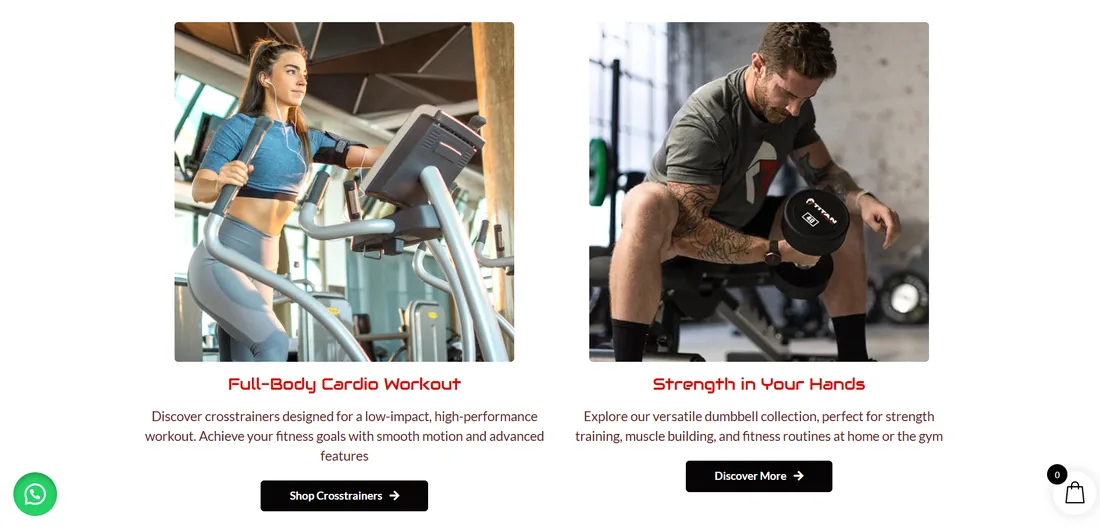 TITAN
40
Full-Body Cardio Workout
Discover crosstrainers designed for a low-impact, high-performance
workout. Achieve your fitness goals with smooth motion and advanced
features
Shop Crosstrainers
Strength in Your Hands
Explore our versatile dumbbell collection, perfect for strength
training, muscle building, and fitness routines at home or the gym
Discover More
0